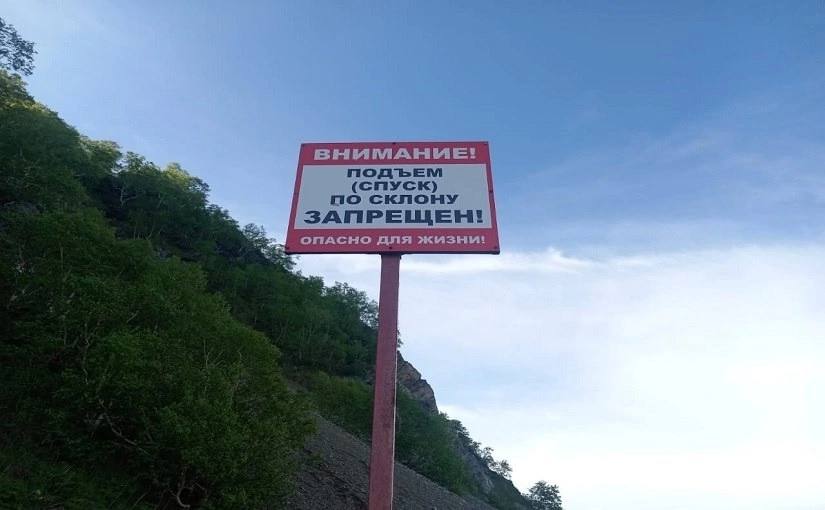 ВНИМАНИЕ!
ПОДЪЕМ
(СПУСК)
ПО СКЛОНУ
ЗАПРЕЩЕН!
ОПАСНО ДЛЯ ЖИЗНИ!